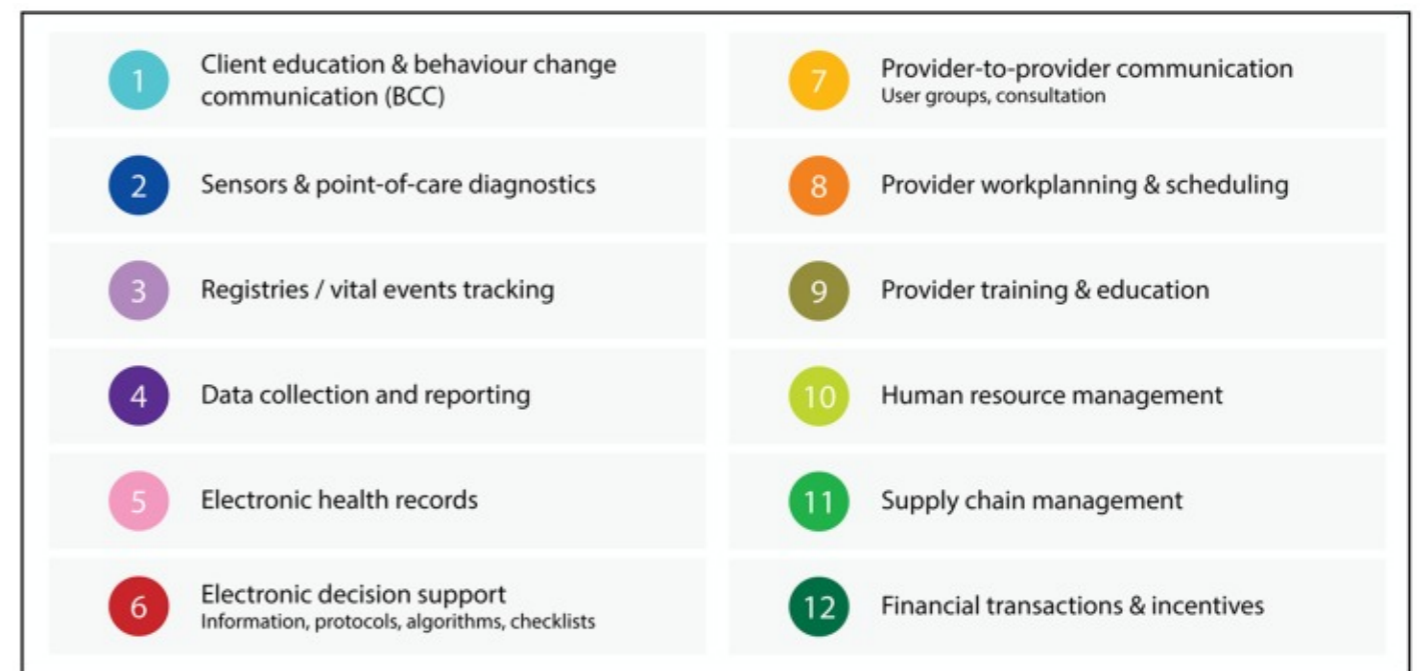 1
Client education & behaviour change
communication (BCC)
2
Sensors & point-of-care diagnostics
3
Registries / vital events tracking
4
Data collection and reporting
5
Electronic health records
6
Electronic decision support
Information, protocols, algorithms, checklists
7
Provider-to-provider communication
User groups, consultation
8
Provider workplanning & scheduling
9
Provider training & education
10
Human resource management
11
Supply chain management
12
Financial transactions & incentives